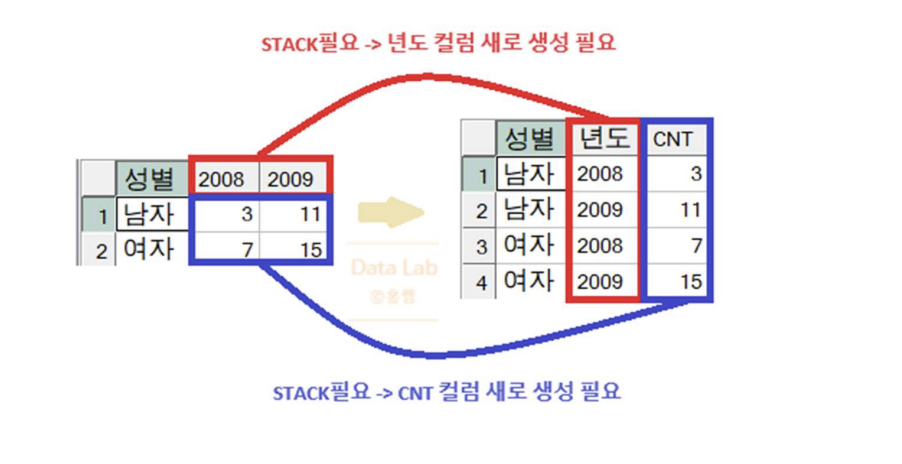 STACK필요 -> 년도 컬럼 새로 생성 필요
성별 2008 2009
1 남자 3 11
2 여자 7 15
Data Lab
성별 년도 CNT
1 남자 2008 3
2 남자 2009 11
3 여자 2008 7
4 여자 2009 15
STACK필요 -> CNT 컬럼 새로 생성 필요